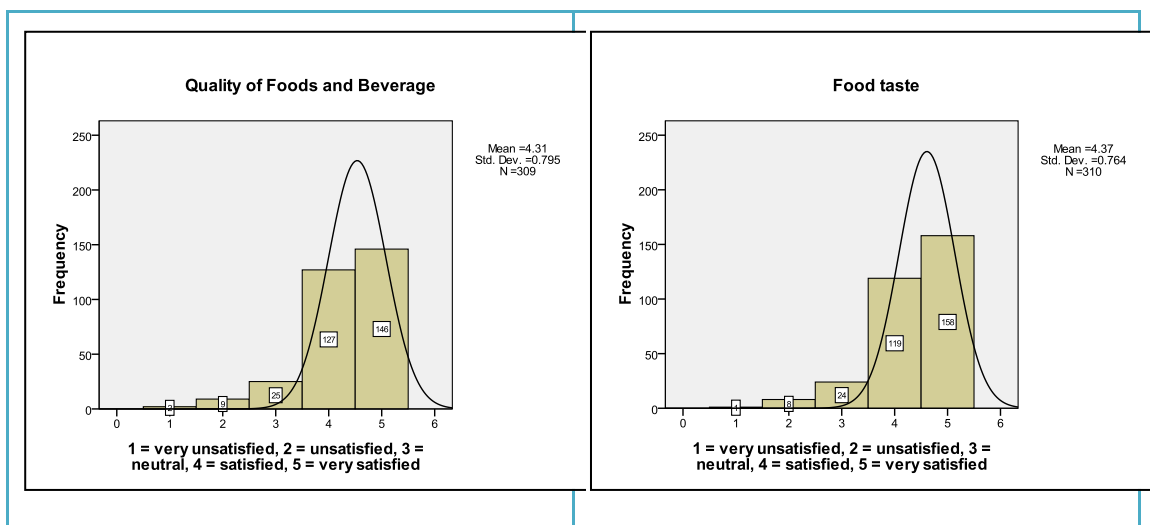 Quality of Foods and Beverage
Mean =4.31
Std. Dev. =0.795
N =309
250
200
150
100
50
0
Frequency
2
9
25
127
146
0 1 2 3 4 5 6
1 = very unsatisfied, 2 = unsatisfied, 3 =
neutral, 4 = satisfied, 5 = very satisfied
Food taste
Mean =4.37
Std. Dev. =0.764
N =310
250
200
150
100
50
0
Frequency
1
8
24
119
158
0 1 2 3 4 5 6
1 = very unsatisfied, 2 = unsatisfied, 3 =
neutral, 4 = satisfied, 5 = very satisfied